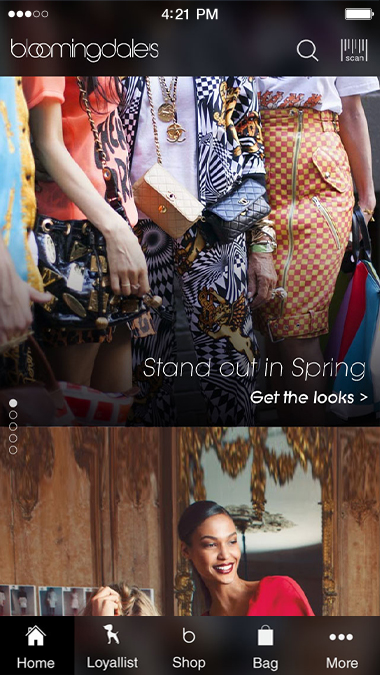 4:21 PM
bloomingdale's
scan
Stand out in Spring
Get the looks >
Home
Loyallist
b
Shop
Bag
More